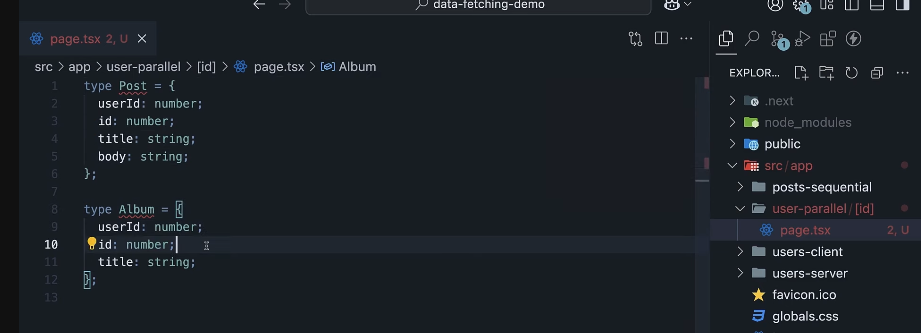 data-fetching-demo
page.tsx 2, U
src > app > user-parallel > [id] > page.tsx > Album
1 type Post = {
2 userId: number;
3 id: number;
4 title: string;
5 body: string;
6 };
7
8 type Album = {
9 userId: number;
10 id: number;
11 title: string;
12 };
13
1
1
EXPLOR...
.next
node_modules
public
src/app
posts-sequential
user-parallel/[id]
page.tsx 2, U
users-client
users-server
favicon.ico
globals.css